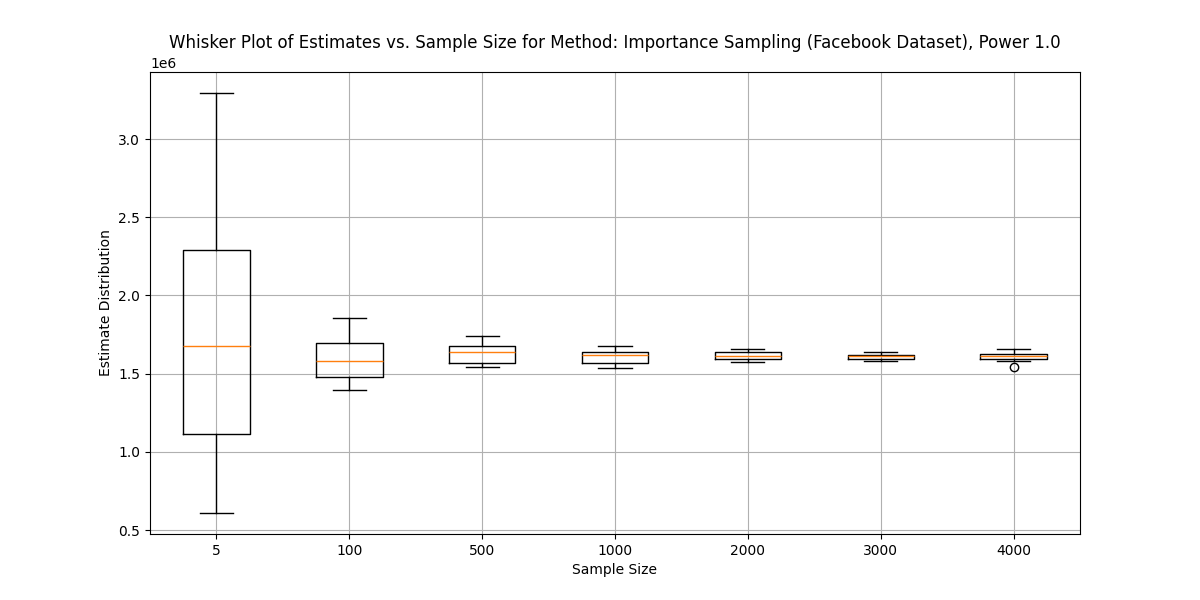 Whisker Plot of Estimates vs. Sample Size for Method: Importance Sampling (Facebook Dataset), Power 1.0
1e6
3.0
2.5
2.0
1.5
1.0
0.5
Estimate Distribution
5 100 500 1000 2000 3000 4000
Sample Size